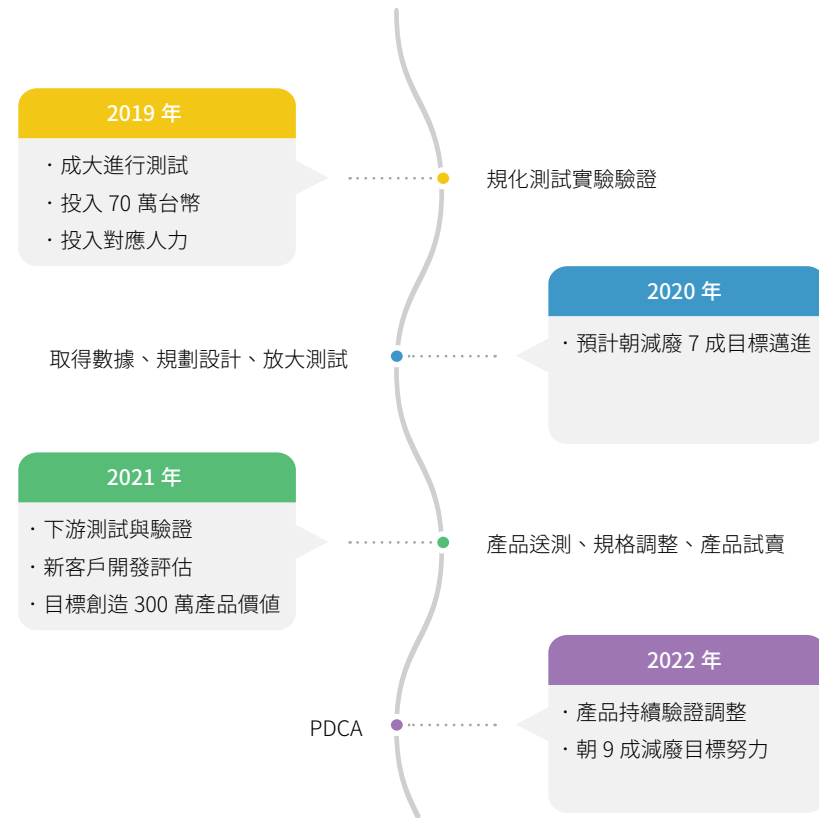 2019 年
．成大進行測試
．投入 70 萬台幣
．投入對應人力
規化測試實驗驗證
2020 年
．預計朝減廢 7 成目標邁進
取得數據、規劃設計、放大測試
2021 年
．下游測試與驗證
．新客戶開發評估
．目標創造 300 萬產品價值
產品送測、規格調整、產品試賣
2022 年
．產品持續驗證調整
．朝 9 成減廢目標努力
PDCA